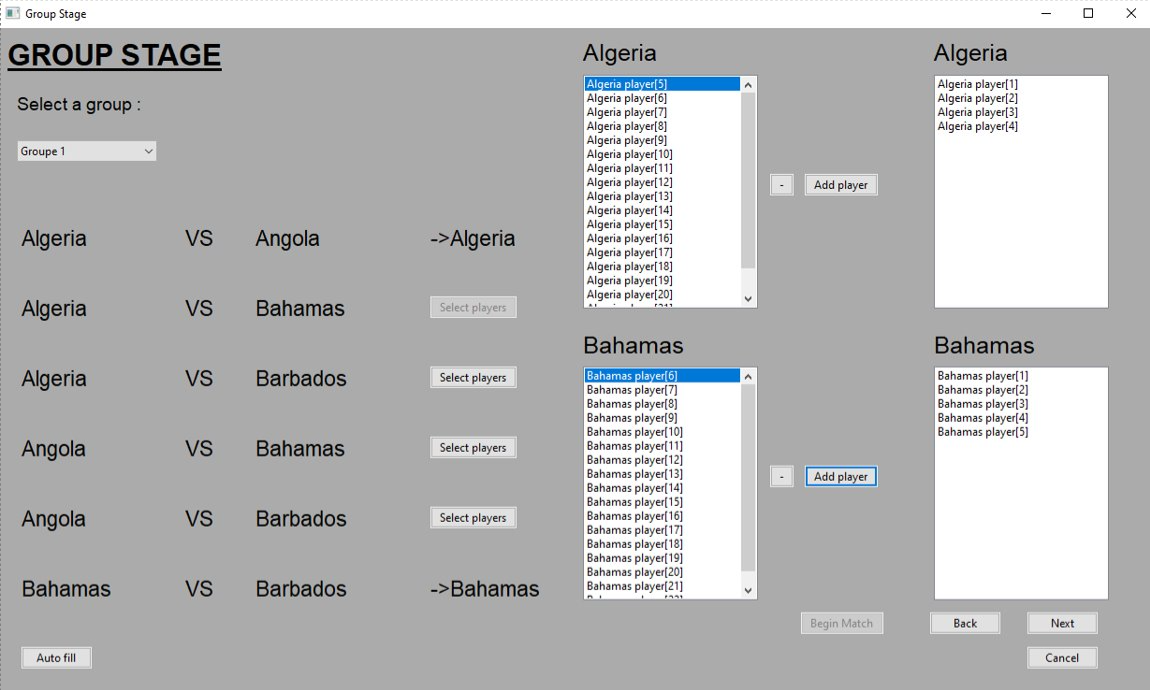 Group Stage
GROUP STAGE
Select a group :
Groupe 1
Algeria VS Angola ->Algeria
Algeria VS Bahamas Select players
Algeria VS Barbados Select players
Angola VS Bahamas Select players
Angola VS Barbados Select players
Bahamas VS Barbados ->Bahamas
Auto fill
Algeria
Algeria player[5]
Algeria player[6]
Algeria player[7]
Algeria player[8]
Algeria player[9]
Algeria player[10]
Algeria player[11]
Algeria player[12]
Algeria player[13]
Algeria player[14]
Algeria player[15]
Algeria player[16]
Algeria player[17]
Algeria player[18]
Algeria player[19]
Algeria player[20]
- Add player
Algeria
Algeria player[1]
Algeria player[2]
Algeria player[3]
Algeria player[4]
Bahamas
Bahamas player[6]
Bahamas player[7]
Bahamas player[8]
Bahamas player[9]
Bahamas player[10]
Bahamas player[11]
Bahamas player[12]
Bahamas player[13]
Bahamas player[14]
Bahamas player[15]
Bahamas player[16]
Bahamas player[17]
Bahamas player[18]
Bahamas player[19]
Bahamas player[20]
Bahamas player[21]
- Add player
Bahamas
Bahamas player[1]
Bahamas player[2]
Bahamas player[3]
Bahamas player[4]
Bahamas player[5]
Begin Match Back Next
Cancel